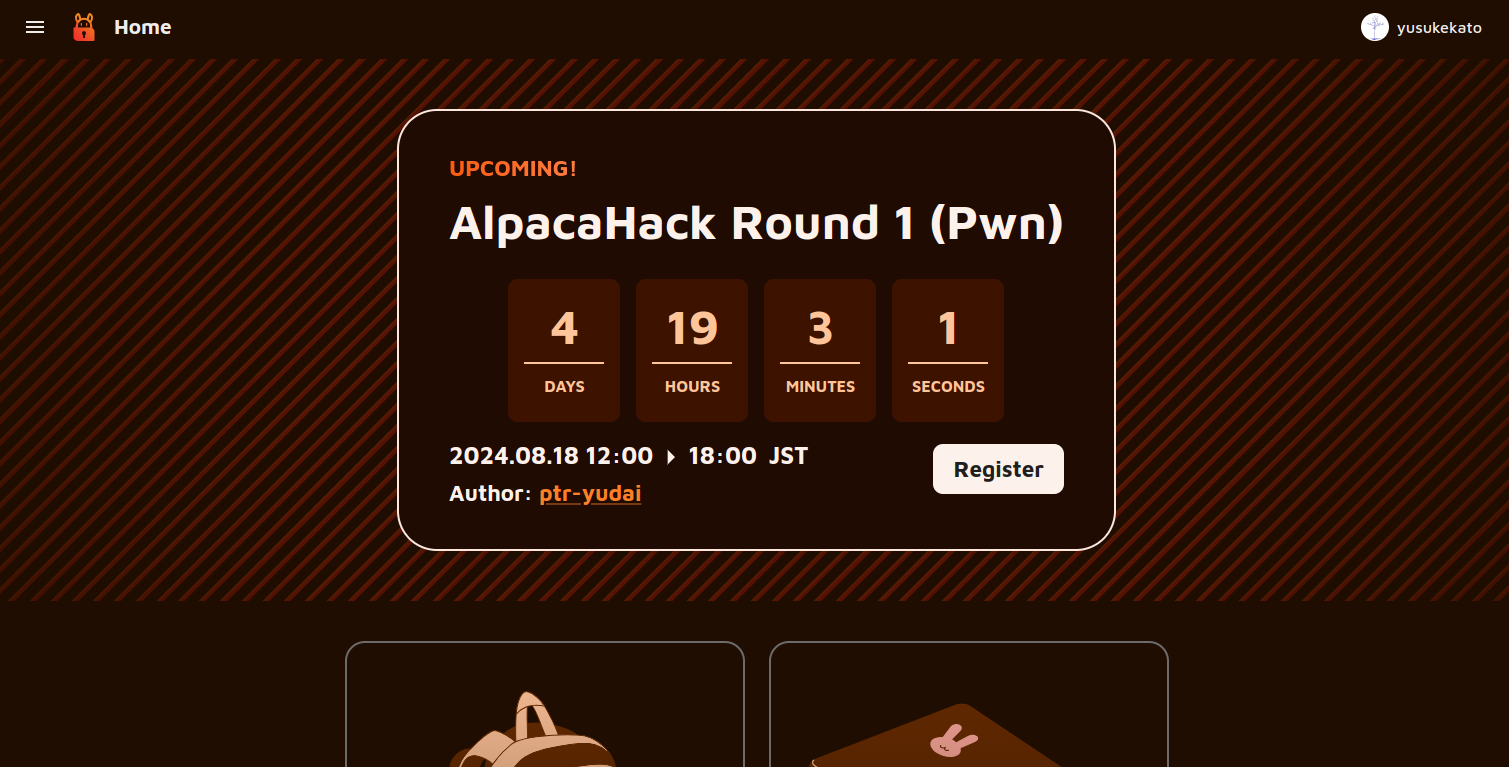 Home
yusukekato
UPCOMING!
AlpacaHack Round 1 (Pwn)
4 19 3 1
DAYS HOURS MINUTES SECONDS
2024.08.18 12:00 ▸ 18:00 JST
Register
Author: ptr-yudai